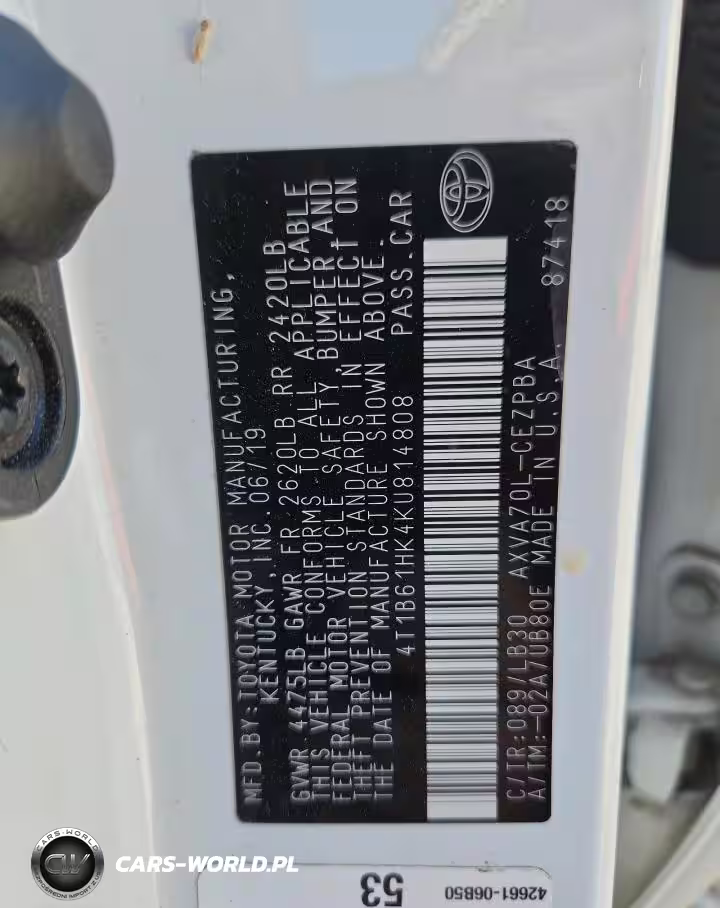 MFD.BY:TOYOTA MOTOR MANUFACTURING,
KENTUCKY, INC. 06/19
GVWR 4475LB GAWR FR 2620LB RR 2420LB
THIS VEHICLE CONFORMS TO ALL APPLICABLE
FEDERAL MOTOR VEHICLE SAFETY, BUMPER, AND
THEFT PREVENTION STANDARDS IN EFFECT ON
THE DATE OF MANUFACTURE SHOWN ABOVE.
4T1B61HK4KU814808 PASS.CAR
C/TR:089/LB30 AXVA70L-CEZPBA
A/TM:-02A/UB80E MADE IN U.S.A. 87418
53 42661-06B50
CARS-WORLD
CW
CARS-WORLD.PL